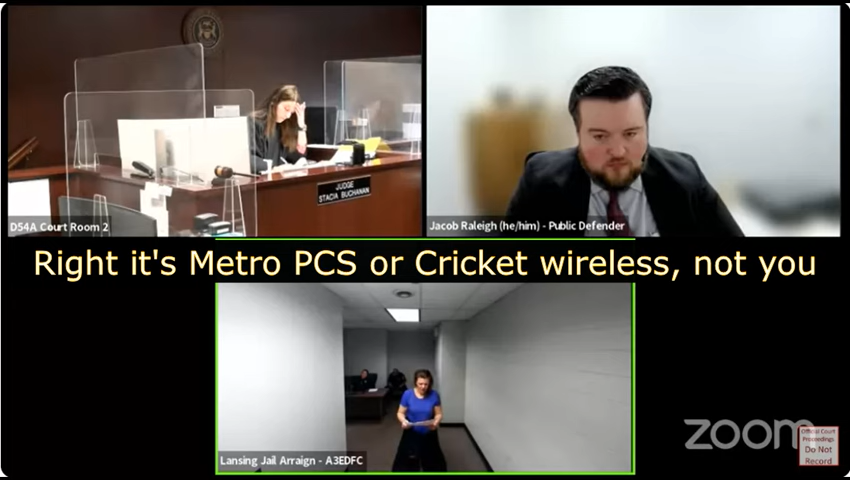 JUDGE
STACIA BUCHANAN
D54A Court Room 2
Jacob Raleigh (he/him) - Public Defender
Right it's Metro PCS or Cricket wireless, not you
Lansing Jail Arraign - A3EDFC
zoom
Official Court
Proceedings
Do Not
Record